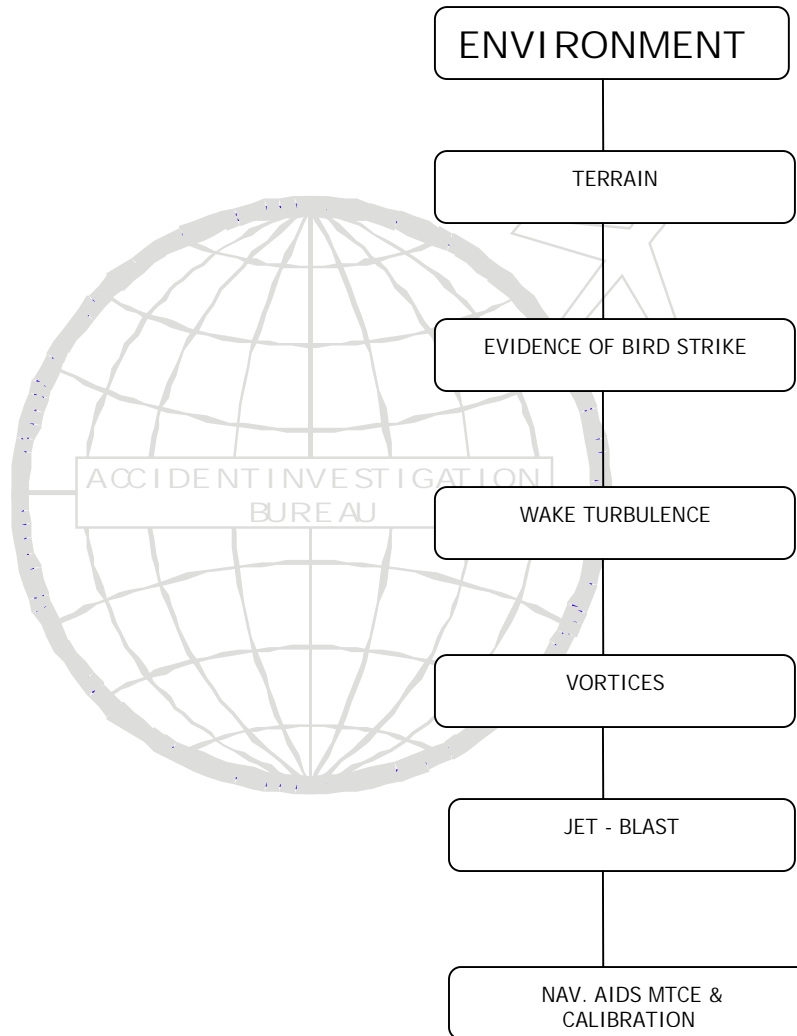 ENVIRONMENT
TERRAIN
EVIDENCE OF BIRD STRIKE
ACCIDENT INVESTIGATION
BUREAU
WAKE TURBULENCE
VORTICES
JET - BLAST
NAV. AIDS MTCE &
CALIBRATION